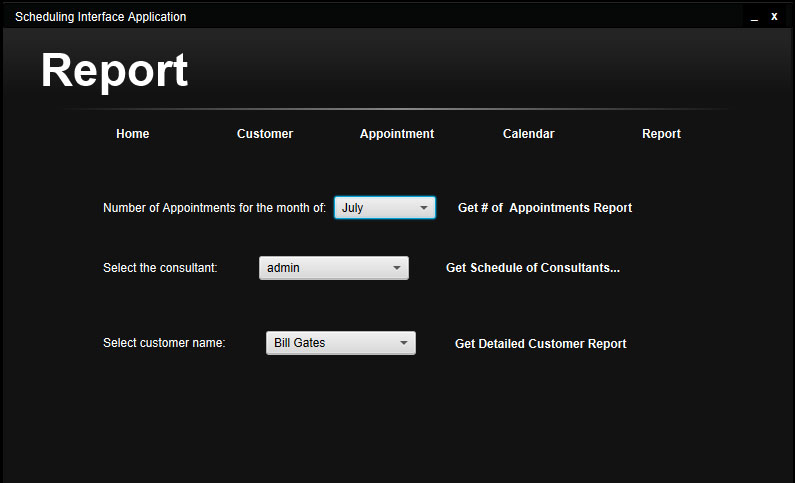 Scheduling Interface Application _ x
Report
Home Customer Appointment Calendar Report
Number of Appointments for the month of: July Get # of  Appointments Report
Select the consultant: admin Get Schedule of Consultants...
Select customer name: Bill Gates Get Detailed Customer Report